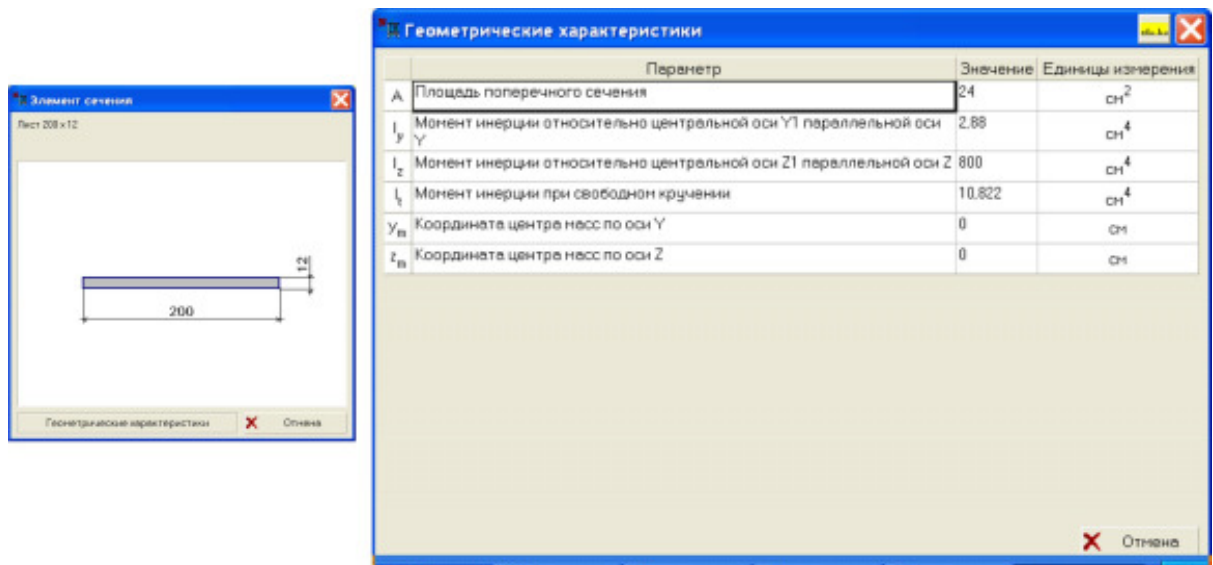 Элемент сечения
Лист 200 x 12
12
200
Геометрические характеристики
Отмена
Геометрические характеристики
Параметр Значение Единицы измерения
A Площадь поперечного сечения 24 см²
Iy Момент инерции относительно центральной оси Y1 параллельной оси Y 2,88 см⁴
Iz Момент инерции относительно центральной оси Z1 параллельной оси Z 800 см⁴
It Момент инерции при свободном кручении 10,822 см⁴
ym Координата центра масс по оси Y 0 см
zm Координата центра масс по оси Z 0 см
Отмена